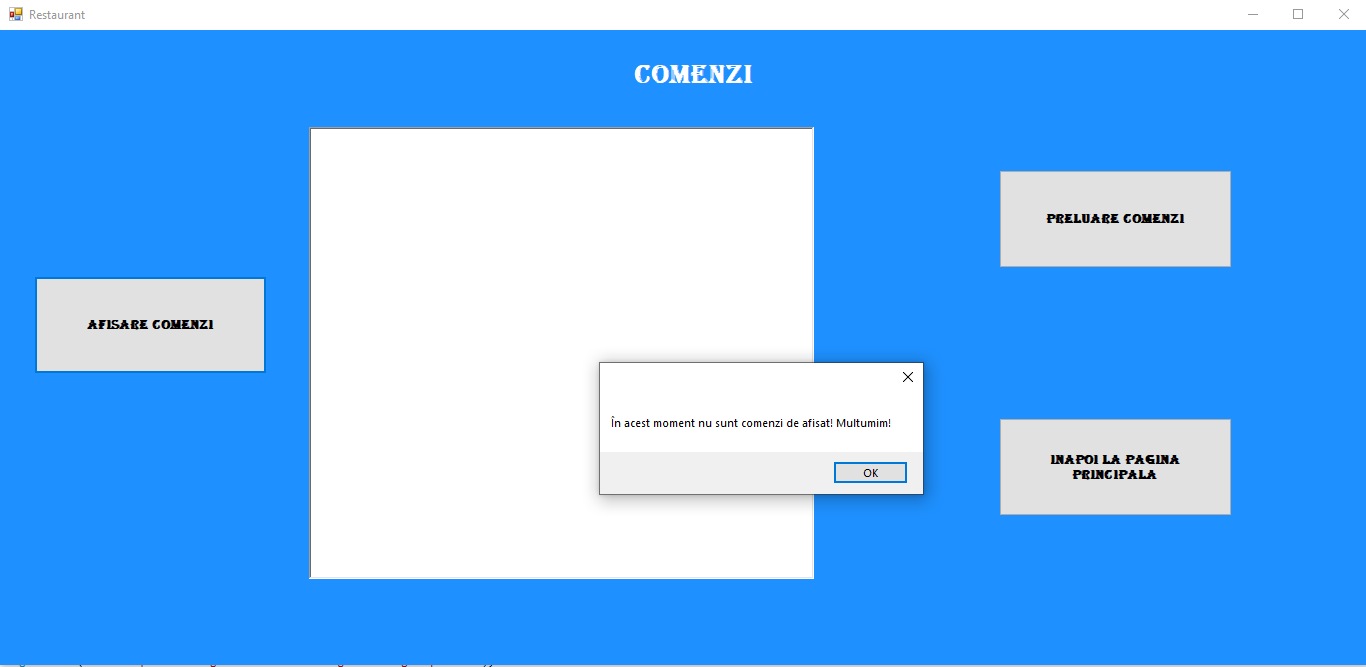 Restaurant
COMENZI
PRELUARE COMENZI
AFISARE COMENZI
În acest moment nu sunt comenzi de afisat! Multumim!
OK
INAPOI LA PAGINA
PRINCIPALA